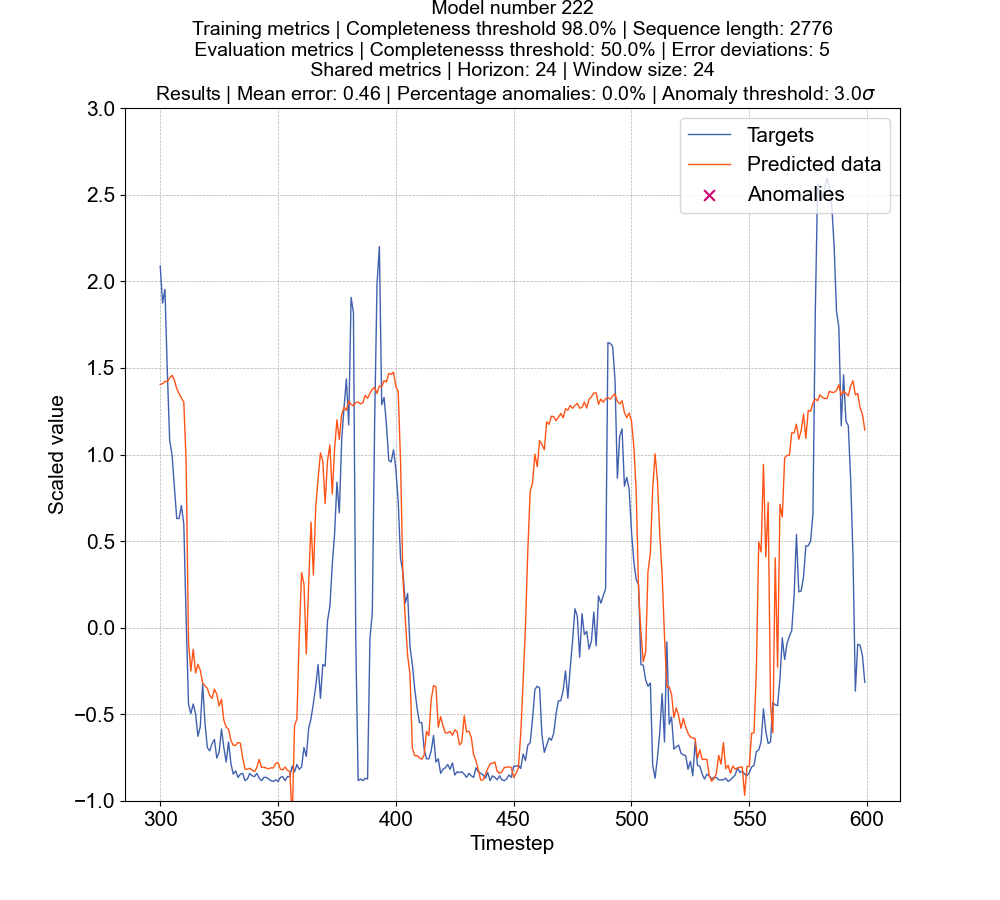 Model number 222
Training metrics | Completeness threshold 98.0% | Sequence length: 2776
Evaluation metrics | Completenesss threshold: 50.0% | Error deviations: 5
Shared metrics | Horizon: 24 | Window size: 24
Results | Mean error: 0.46 | Percentage anomalies: 0.0% | Anomaly threshold: 3.0σ
3.0
2.5
2.0
1.5
1.0
0.5
0.0
−0.5
−1.0
Scaled value
Targets
Predicted data
Anomalies
300 350 400 450 500 550 600
Timestep